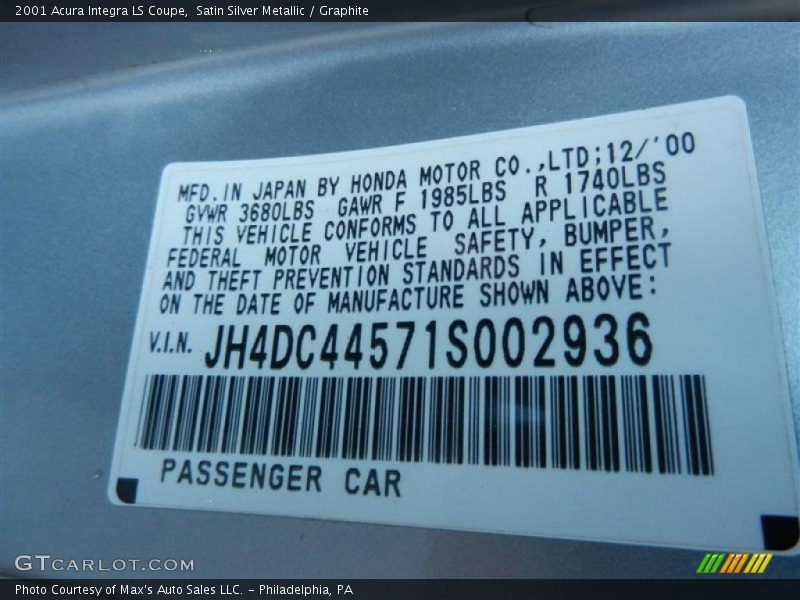 2001 Acura Integra LS Coupe,  Satin Silver Metallic / Graphite
MFD. IN JAPAN BY HONDA MOTOR CO.,LTD;12/'00
GVWR 3680LBS GAWR F 1985LBS R 1740LBS
THIS VEHICLE CONFORMS TO ALL APPLICABLE
FEDERAL MOTOR VEHICLE SAFETY, BUMPER,
AND THEFT PREVENTION STANDARDS IN EFFECT
ON THE DATE OF MANUFACTURE SHOWN ABOVE:
V.I.N. JH4DC44571S002936
PASSENGER CAR
GTCARLOT.COM
Photo Courtesy of Max's Auto Sales LLC. - Philadelphia, PA